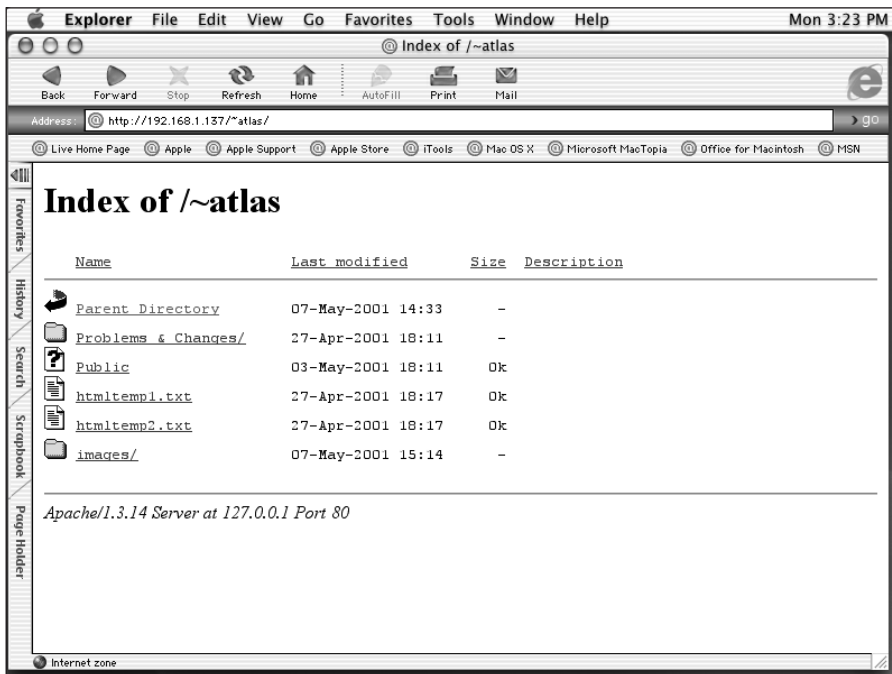 Explorer File Edit View Go Favorites Tools Window Help Mon 3:23 PM
@ Index of /~atlas
Back Forward Stop Refresh Home AutoFill Print Mail
Address: @ http://192.168.1.137/~atlas/ go
@ Live Home Page @ Apple @ Apple Support @ Apple Store @ iTools @ Mac OS X @ Microsoft MacTopia @ Office for Macintosh @ MSN
Favorites
History
Search
Scrapbook
Page Holder
Index of /~atlas
Name Last modified Size Description
Parent Directory 07-May-2001 14:33 -
Problems & Changes/ 27-Apr-2001 18:11 -
Public 03-May-2001 18:11 0k
htmltemp1.txt 27-Apr-2001 18:17 0k
htmltemp2.txt 27-Apr-2001 18:17 0k
images/ 07-May-2001 15:14 -
Apache/1.3.14 Server at 127.0.0.1 Port 80
Internet zone